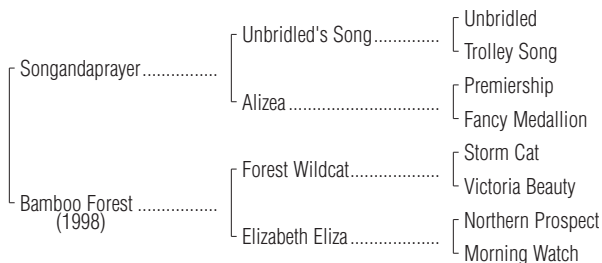 Unbridled
Unbridled's Song..............
Trolley Song
Songandaprayer................
Premiership
Alizea................................
Fancy Medallion
Storm Cat
Forest Wildcat...................
Victoria Beauty
Bamboo Forest .................
(1998)
Northern Prospect
Elizabeth Eliza...................
Morning Watch